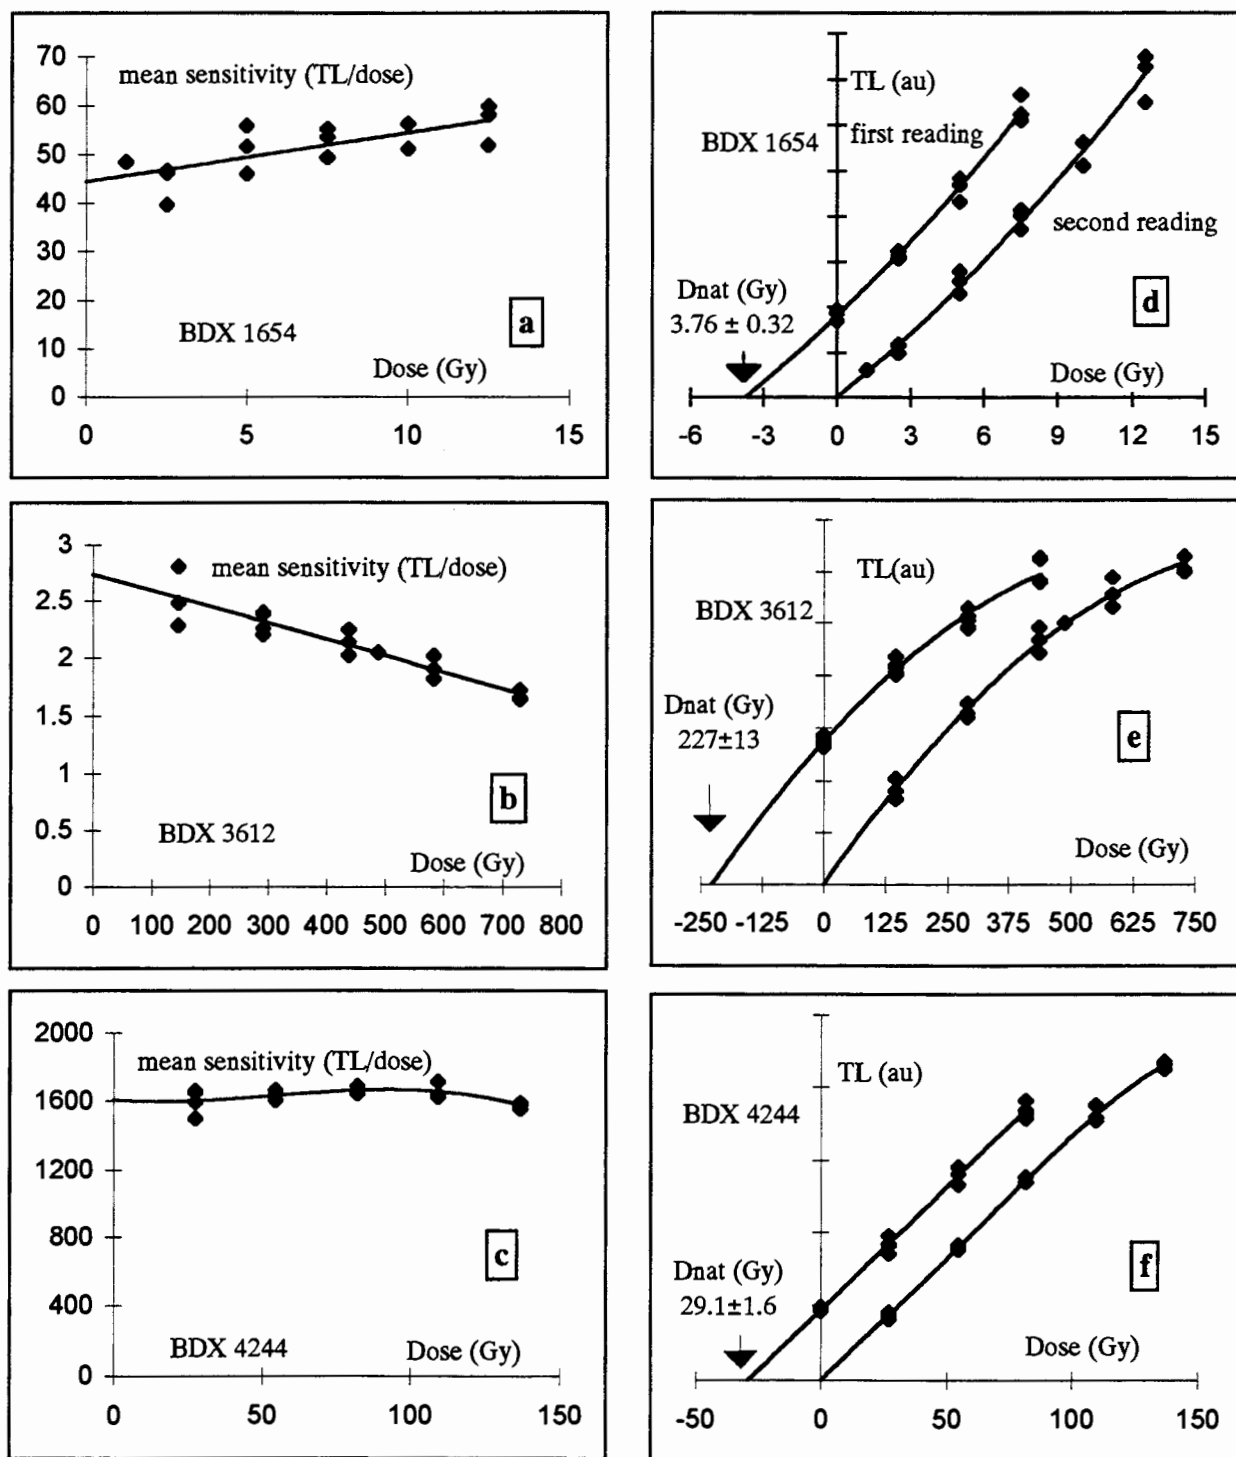 70
mean sensitivity (TL/dose)
60
50
40
30
20
BDX 1654
a
10
Dose (Gy)
0
0 5 10 15
TL (au)
BDX 1654
first reading
second reading
Dnat (Gy)
3.76 ± 0.32
d
Dose (Gy)
-6 -3 0 3 6 9 12 15
3
mean sensitivity (TL/dose)
2.5
2
1.5
1
b
0.5
BDX 3612
Dose (Gy)
0
0 100 200 300 400 500 600 700 800
TL(au)
BDX 3612
Dnat (Gy)
227±13
e
Dose (Gy)
-250 -125 0 125 250 375 500 625 750
2000
mean sensitivity (TL/dose)
1600
1200
800
c
400
BDX 4244
Dose (Gy)
0
0 50 100 150
TL (au)
BDX 4244
Dnat (Gy)
29.1±1.6
f
Dose (Gy)
-50 0 50 100 150